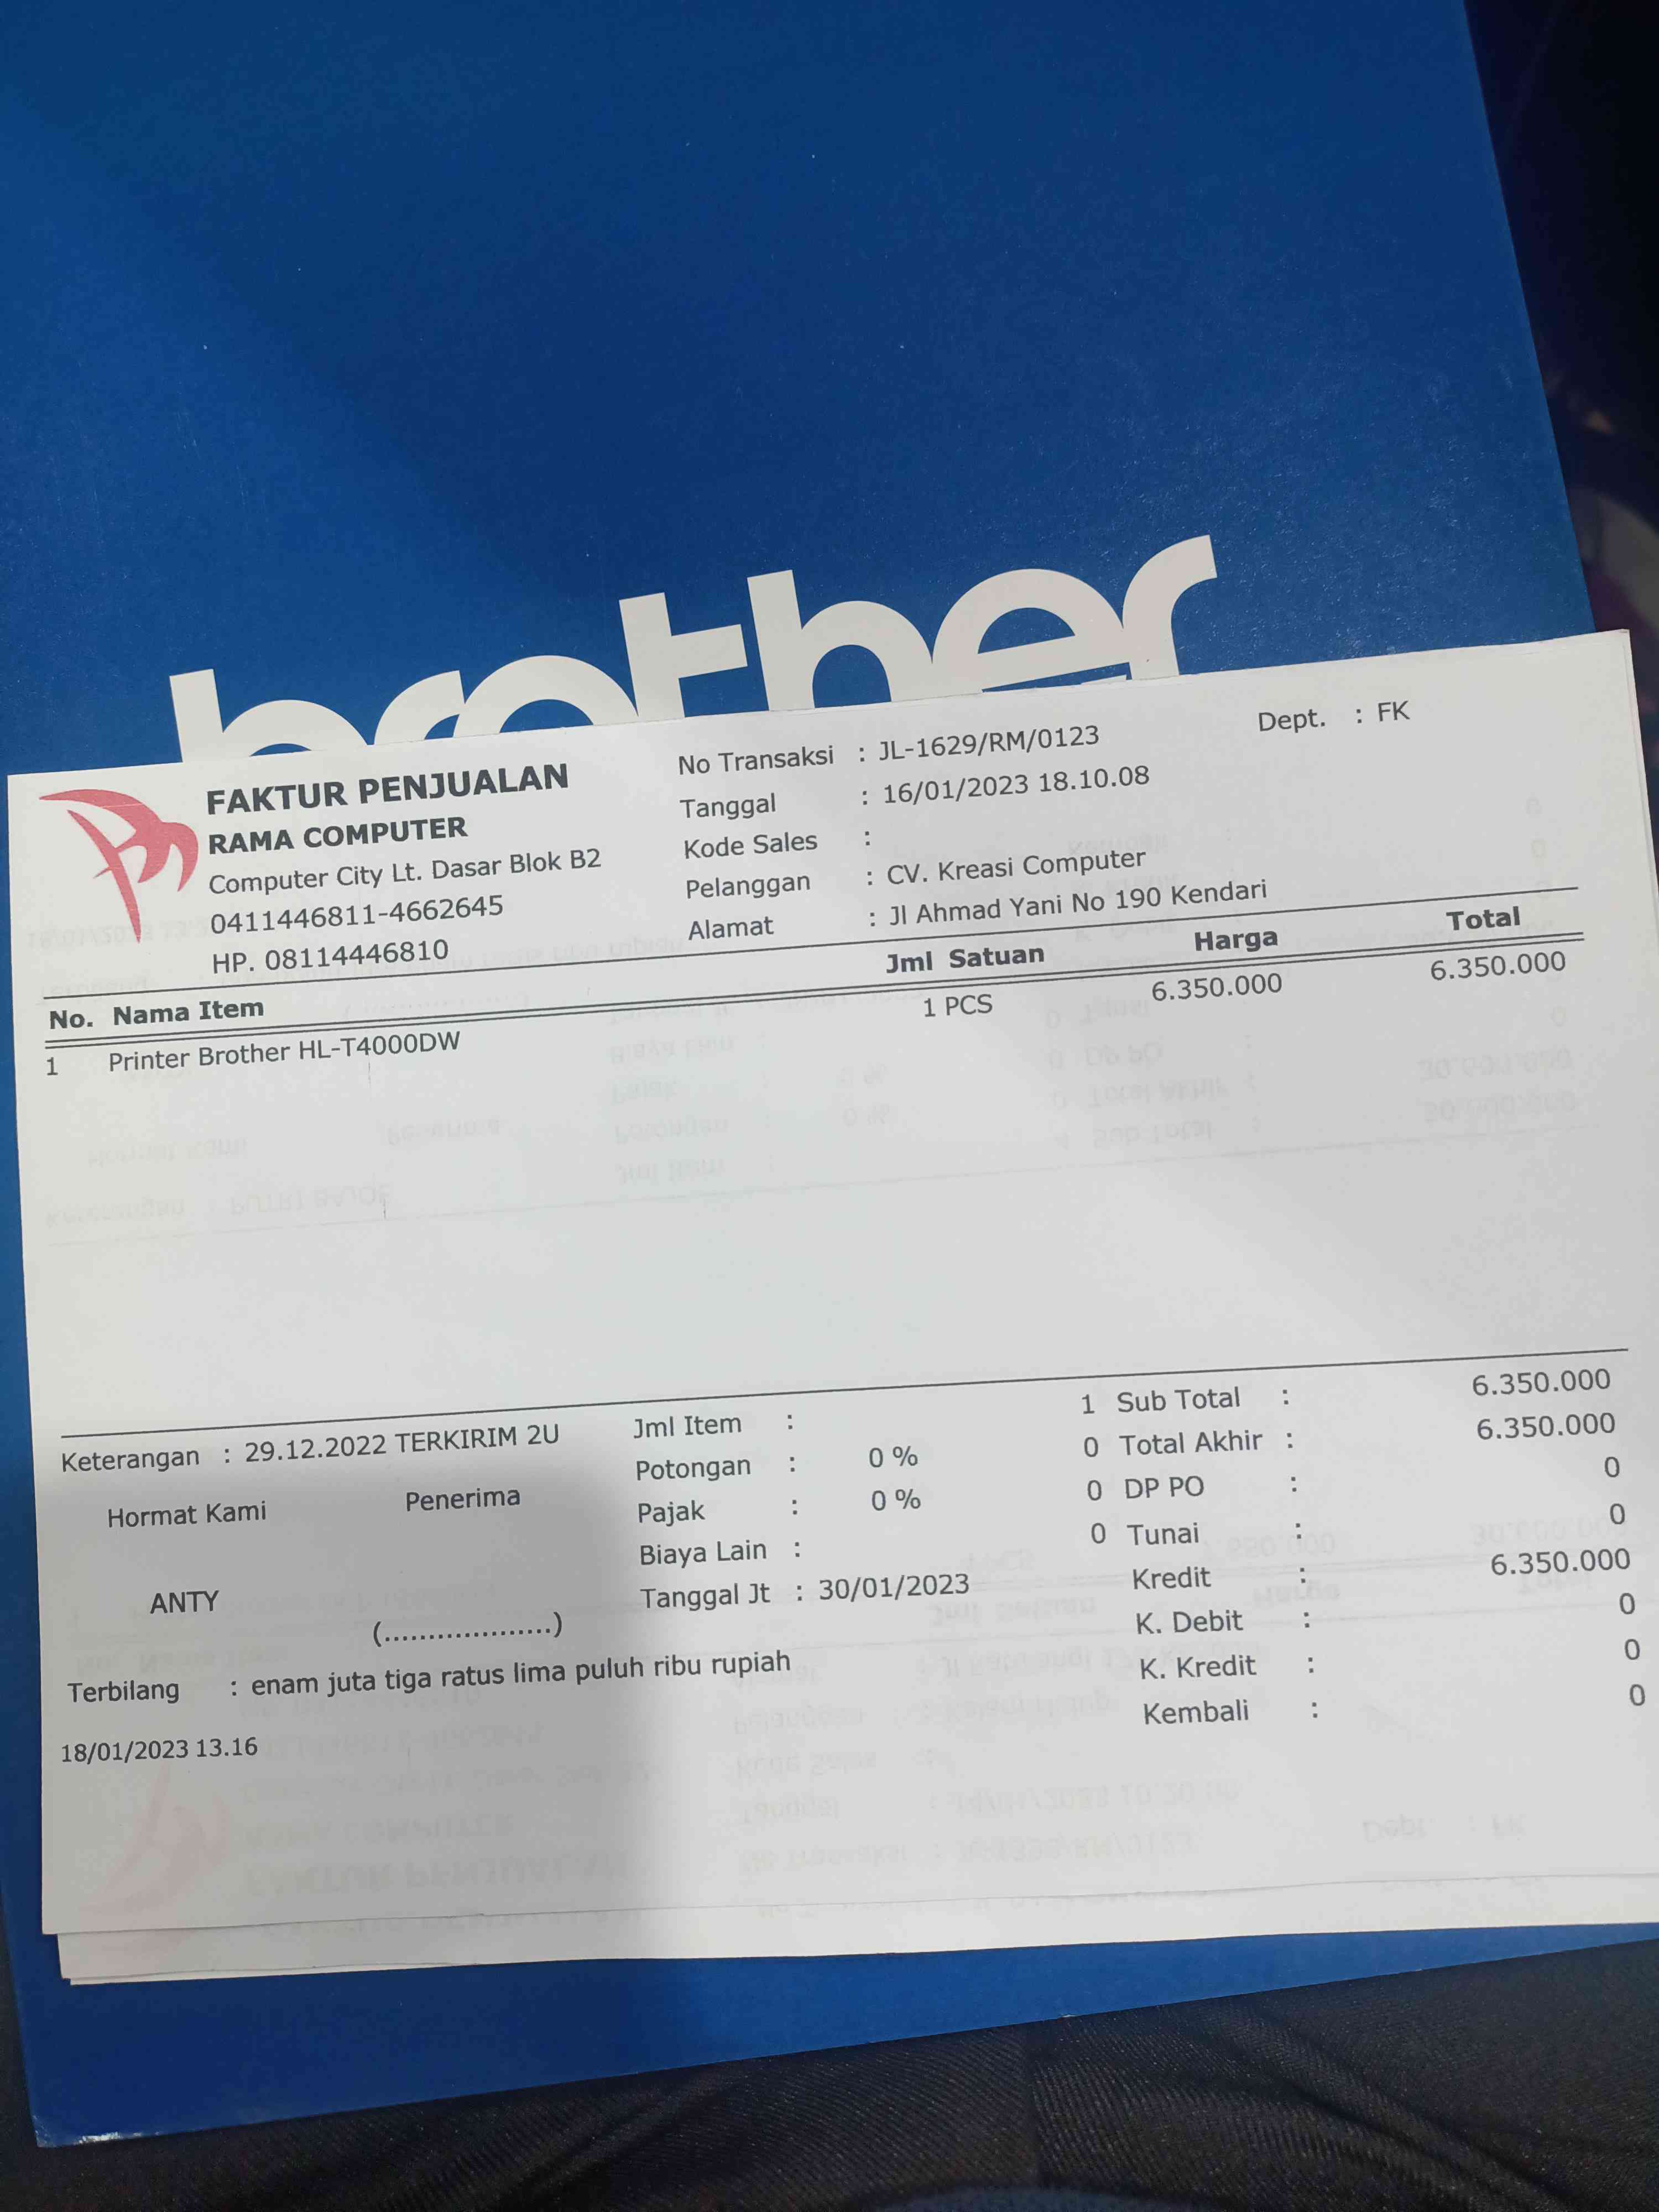 brother
FAKTUR PENJUALAN
RAMA COMPUTER
Computer City Lt. Dasar Blok B2
0411446811-4662645
HP. 08114446810
No Transaksi : JL-1629/RM/0123
Tanggal : 16/01/2023 18.10.08
Kode Sales :
Pelanggan : CV. Kreasi Computer
Alamat : Jl Ahmad Yani No 190 Kendari
Dept. : FK
No. Nama Item Jml Satuan Harga Total
1 Printer Brother HL-T4000DW 1 PCS 6.350.000 6.350.000
Keterangan : 29.12.2022 TERKIRIM 2U
Hormat Kami Penerima
ANTY
(...................)
Jml Item : 1
Potongan : 0 % 0
Pajak : 0 % 0
Biaya Lain : 0
Tanggal Jt : 30/01/2023
Sub Total : 6.350.000
Total Akhir : 6.350.000
DP PO : 0
Tunai : 0
Kredit : 6.350.000
K. Debit : 0
K. Kredit : 0
Kembali : 0
Terbilang : enam juta tiga ratus lima puluh ribu rupiah
18/01/2023 13.16